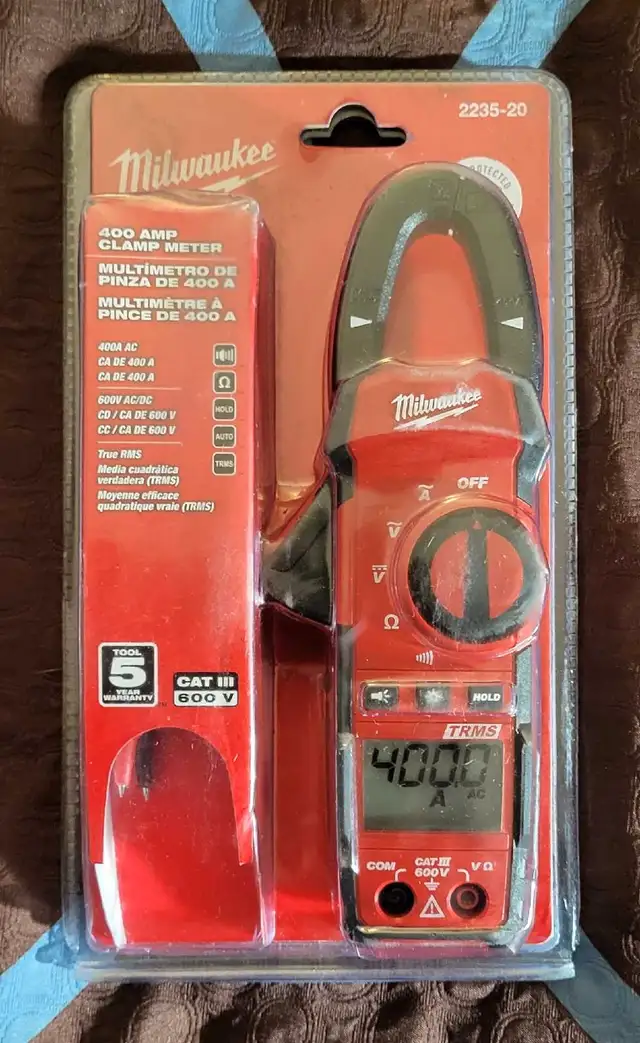 2235-20
Milwaukee
400 AMP
CLAMP METER
MULTÍMETRO DE
PINZA DE 400 A
MULTIMÈTRE À
PINCE DE 400 A
400A AC
CA DE 400 A
CA DE 400 A
600V AC/DC
CD / CA DE 600 V
CC / CA DE 600 V
True RMS
Media cuadrática
verdadera (TRMS)
Moyenne efficace
quadratique vraie (TRMS)
Ω
HOLD
AUTO
TRMS
TOOL
5
YEAR
WARRANTY
CAT III
600 V
Milwaukee
OFF
A
V
V
Ω
HOLD
TRMS
400.0
A AC
COM CAT III V Ω
600V